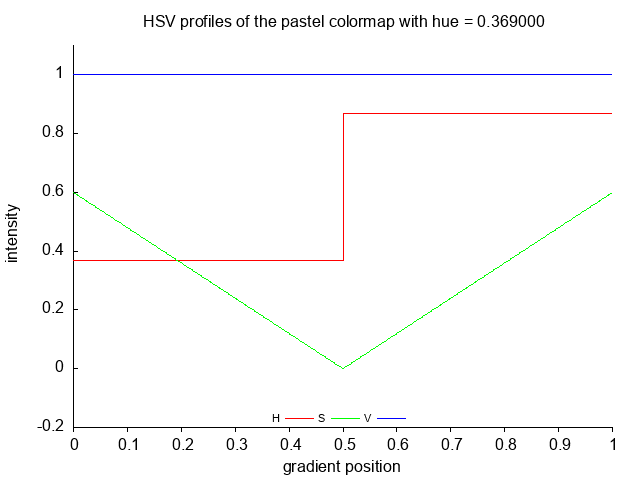 HSV profiles of the pastel colormap with hue = 0.369000
1
0.8
0.6
0.4
0.2
0
-0.2
intensity
H S V
0 0.1 0.2 0.3 0.4 0.5 0.6 0.7 0.8 0.9 1
gradient position